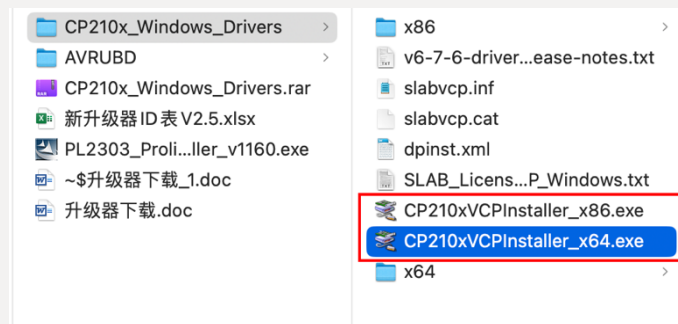 CP210x_Windows_Drivers
AVRUBD
CP210x_Windows_Drivers.rar
新升级器ID表V2.5.xlsx
PL2303_Proli...ller_v1160.exe
~$升级器下载_1.doc
升级器下载.doc
x86
v6-7-6-driver...ease-notes.txt
slabvcp.inf
slabvcp.cat
dpinst.xml
SLAB_Licens...P_Windows.txt
CP210xVCPInstaller_x86.exe
CP210xVCPInstaller_x64.exe
x64